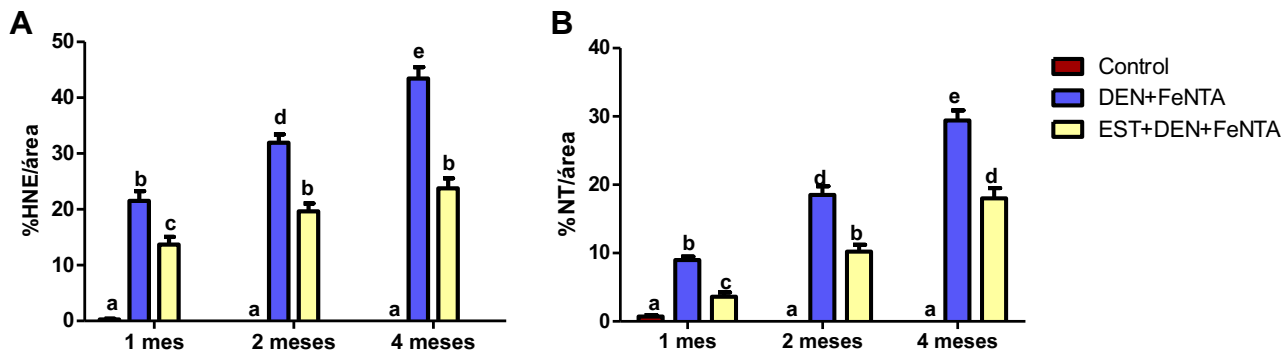 A
%HNE/área
50
40
30
20
10
0
a
b
c
a
d
b
a
e
b
1 mes
2 meses
4 meses
B
%NT/área
40
30
20
10
0
a
b
c
a
d
b
a
e
d
1 mes
2 meses
4 meses
Control
DEN+FeNTA
EST+DEN+FeNTA